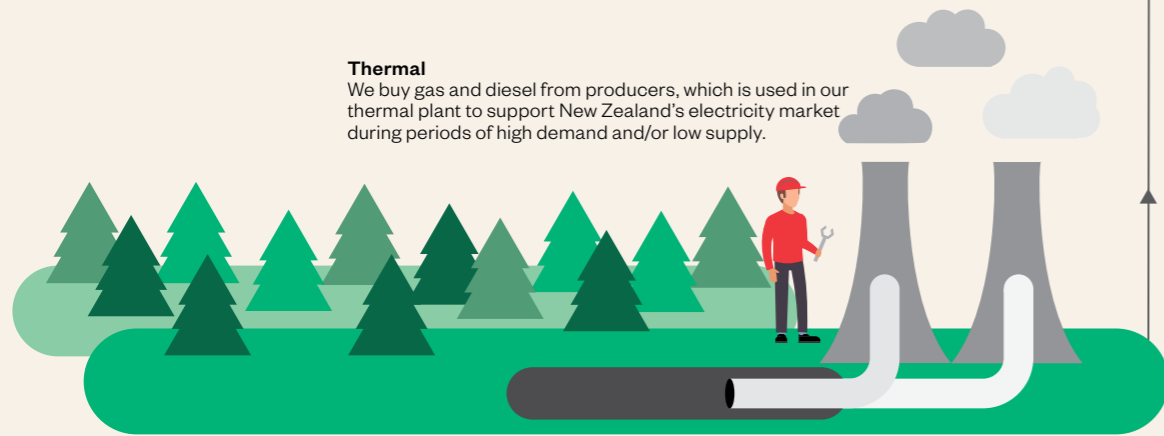 Thermal
We buy gas and diesel from producers, which is used in our
thermal plant to support New Zealand’s electricity market
during periods of high demand and/or low supply.